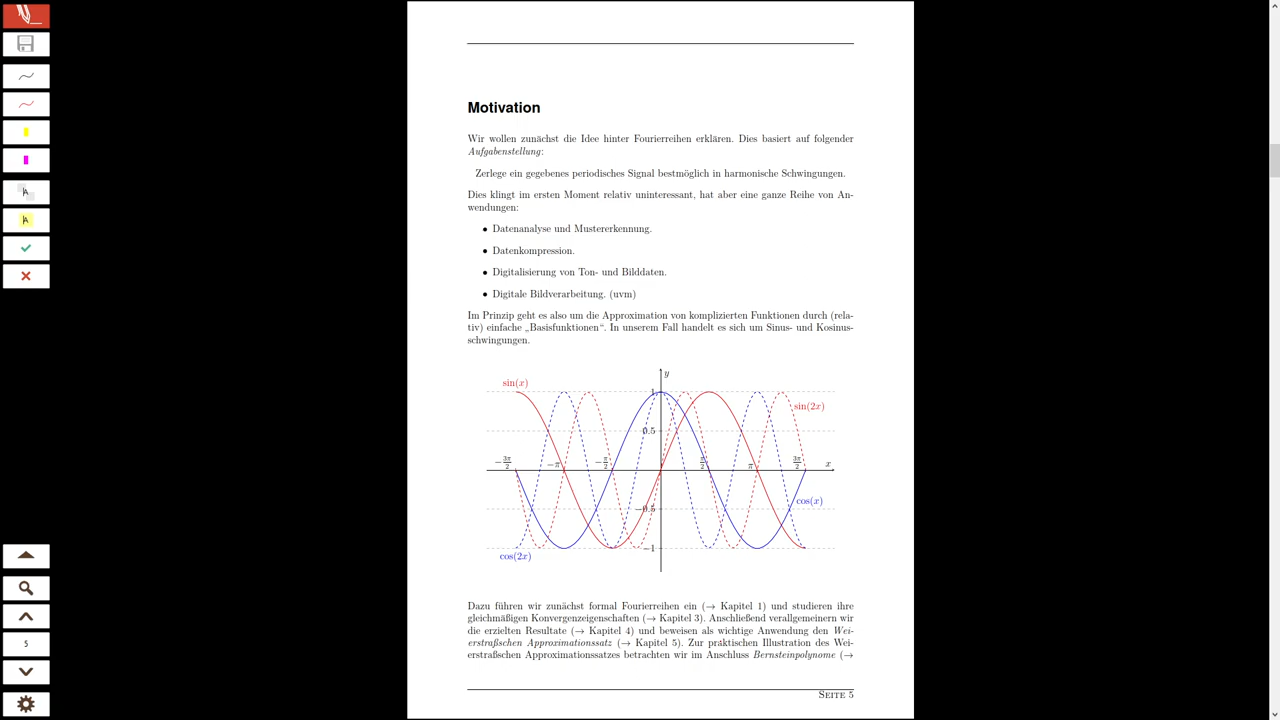 Motivation
Wir wollen zunächst die Idee hinter Fourierreihen erklären. Dies basiert auf folgender
Aufgabenstellung:
Zerlege ein gegebenes periodisches Signal bestmöglich in harmonische Schwingungen.
Dies klingt im ersten Moment relativ uninteressant, hat aber eine ganze Reihe von An-
wendungen:
• Datenanalyse und Mustererkennung.
• Datenkompression.
• Digitalisierung von Ton- und Bilddaten.
• Digitale Bildverarbeitung. (uvm)
Im Prinzip geht es also um die Approximation von komplizierten Funktionen durch (rela-
tiv) einfache „Basisfunktionen“. In unserem Fall handelt es sich um Sinus- und Kosinus-
schwingungen.
y
sin(x)
1
sin(2x)
0.5
−3π/2
−π
−π/2
π/2
π
3π/2
x
cos(x)
−0.5
−1
cos(2x)
Dazu führen wir zunächst formal Fourierreihen ein (→ Kapitel 1) und studieren ihre
gleichmäßigen Konvergenzeigenschaften (→ Kapitel 3). Anschließend verallgemeinern wir
die erzielten Resultate (→ Kapitel 4) und beweisen als wichtige Anwendung den Wei-
erstraßschen Approximationssatz (→ Kapitel 5). Zur praktischen Illustration des Wei-
erstraßschen Approximationssatzes betrachten wir im Anschluss Bernsteinpolynome (→
Seite 5
A
A
5